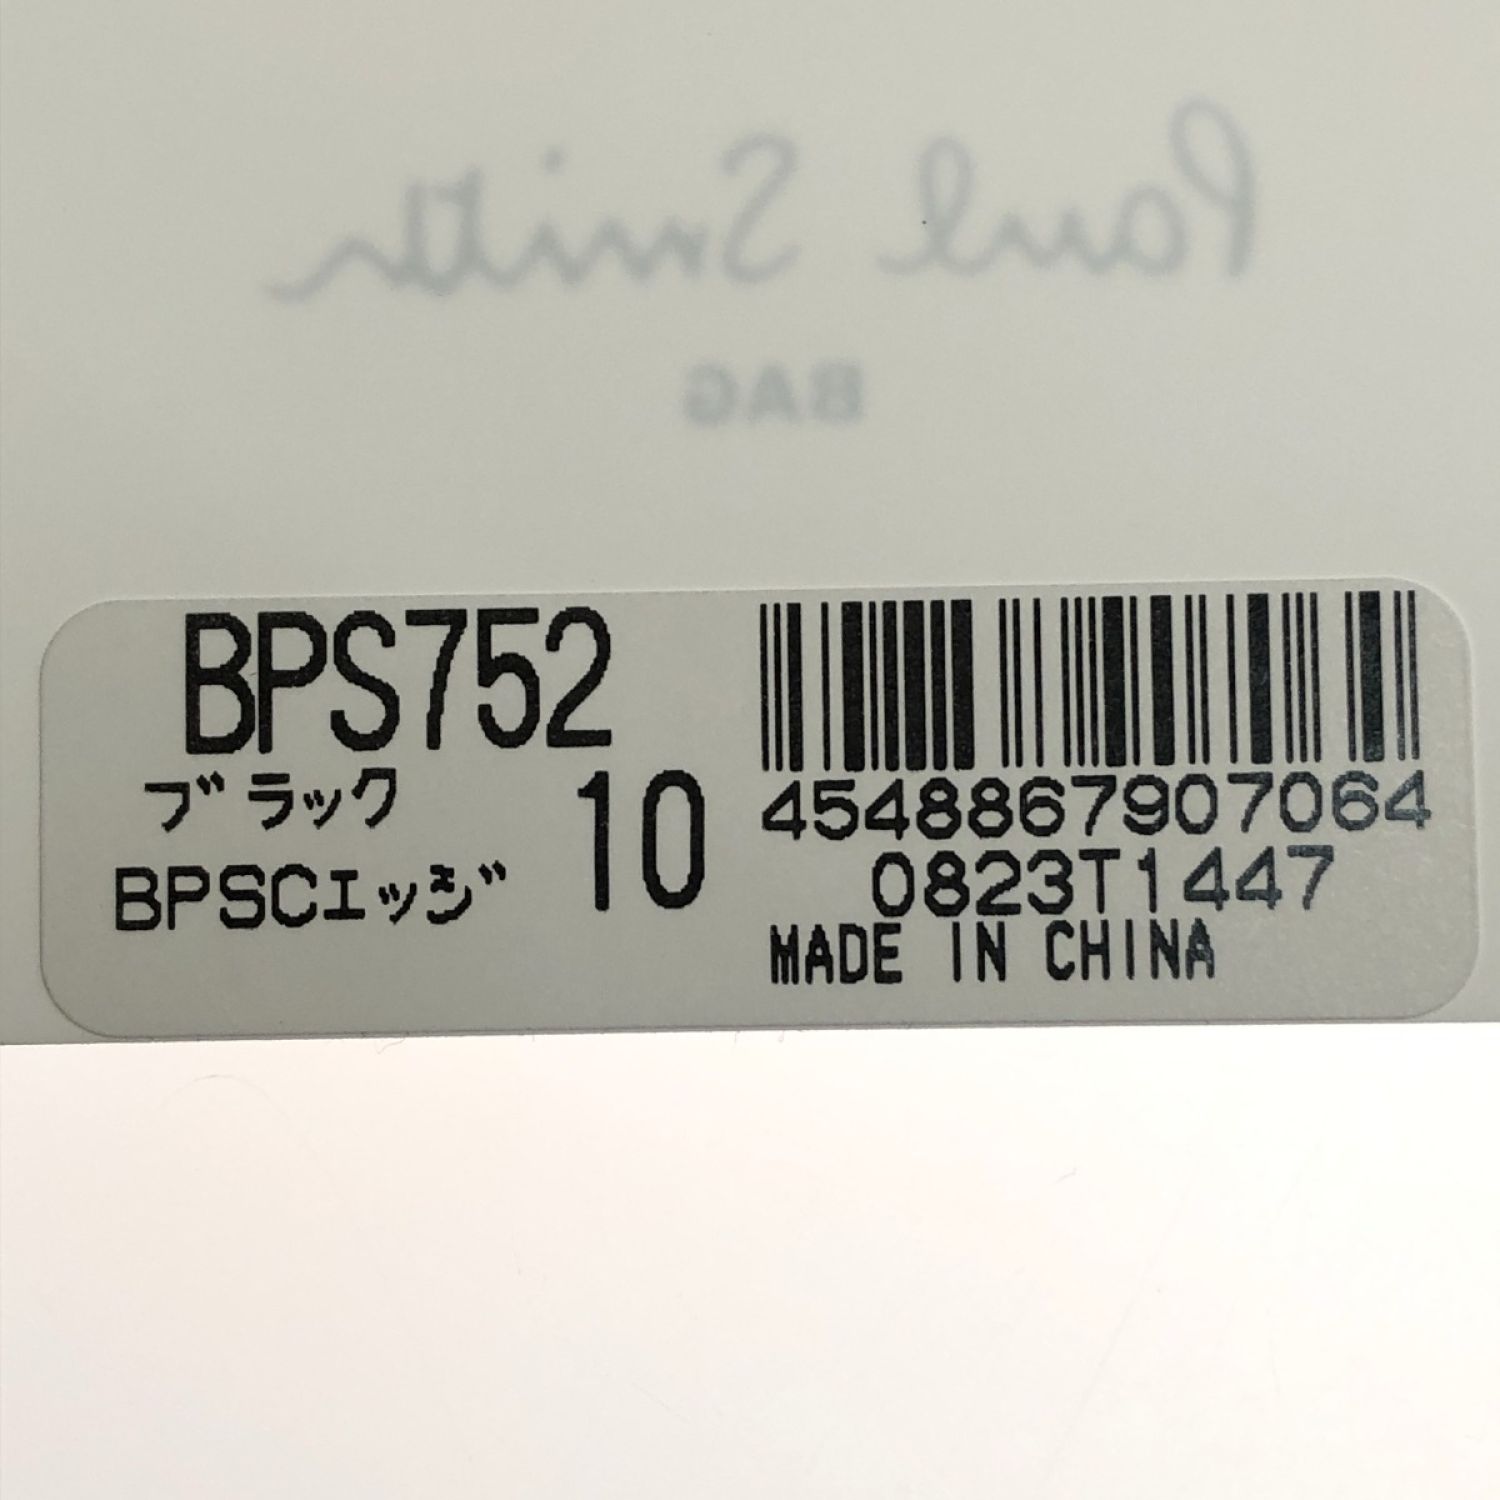 Paul Smith
BAG
BPS752
ブラック
BPSCエッジ
10
4548867907064
0823T1447
MADE IN CHINA